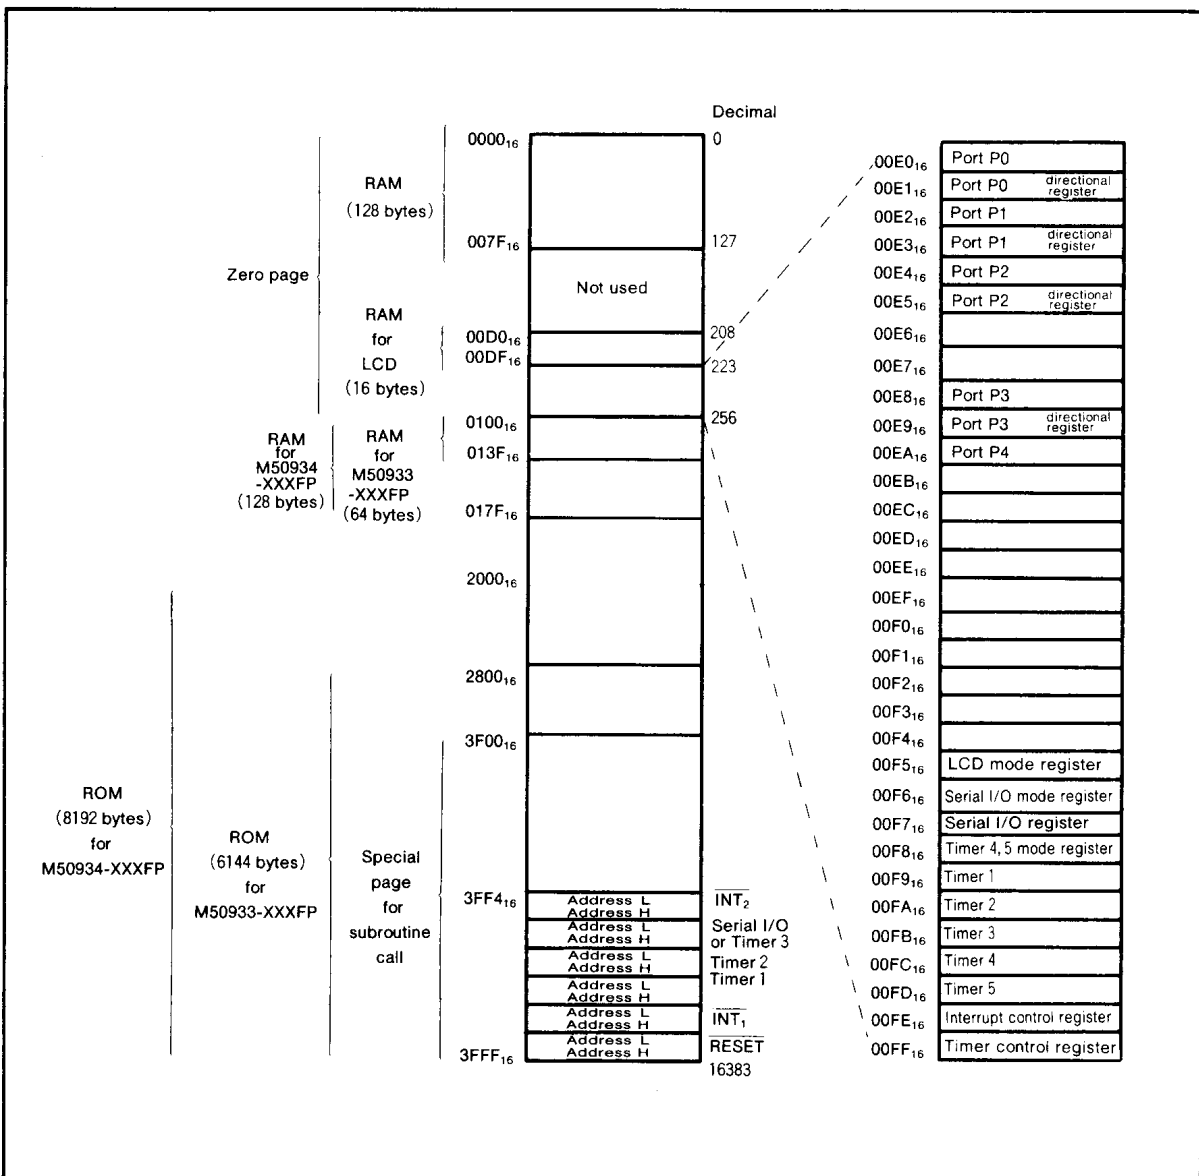 Decimal
0000₁₆
0
RAM
(128 bytes)
007F₁₆
127
Zero page
Not used
RAM
for
LCD
(16 bytes)
00D0₁₆
208
00DF₁₆
223
0100₁₆
256
RAM
for
M50934
-XXXFP
(128 bytes)
RAM
for
M50933
-XXXFP
(64 bytes)
013F₁₆
017F₁₆
2000₁₆
2800₁₆
3F00₁₆
ROM
(8192 bytes)
for
M50934-XXXFP
ROM
(6144 bytes)
for
M50933-XXXFP
Special
page
for
subroutine
call
3FF4₁₆
Address L
Address H
INT₂
Address L
Address H
Serial I/O
or Timer 3
Address L
Address H
Timer 2
Address L
Address H
Timer 1
Address L
Address H
INT₁
Address L
Address H
RESET
3FFF₁₆
16383
00E0₁₆ Port P0
00E1₁₆ Port P0 directional register
00E2₁₆ Port P1
00E3₁₆ Port P1 directional register
00E4₁₆ Port P2
00E5₁₆ Port P2 directional register
00E6₁₆
00E7₁₆
00E8₁₆ Port P3
00E9₁₆ Port P3 directional register
00EA₁₆ Port P4
00EB₁₆
00EC₁₆
00ED₁₆
00EE₁₆
00EF₁₆
00F0₁₆
00F1₁₆
00F2₁₆
00F3₁₆
00F4₁₆
00F5₁₆ LCD mode register
00F6₁₆ Serial I/O mode register
00F7₁₆ Serial I/O register
00F8₁₆ Timer 4, 5 mode register
00F9₁₆ Timer 1
00FA₁₆ Timer 2
00FB₁₆ Timer 3
00FC₁₆ Timer 4
00FD₁₆ Timer 5
00FE₁₆ Interrupt control register
00FF₁₆ Timer control register